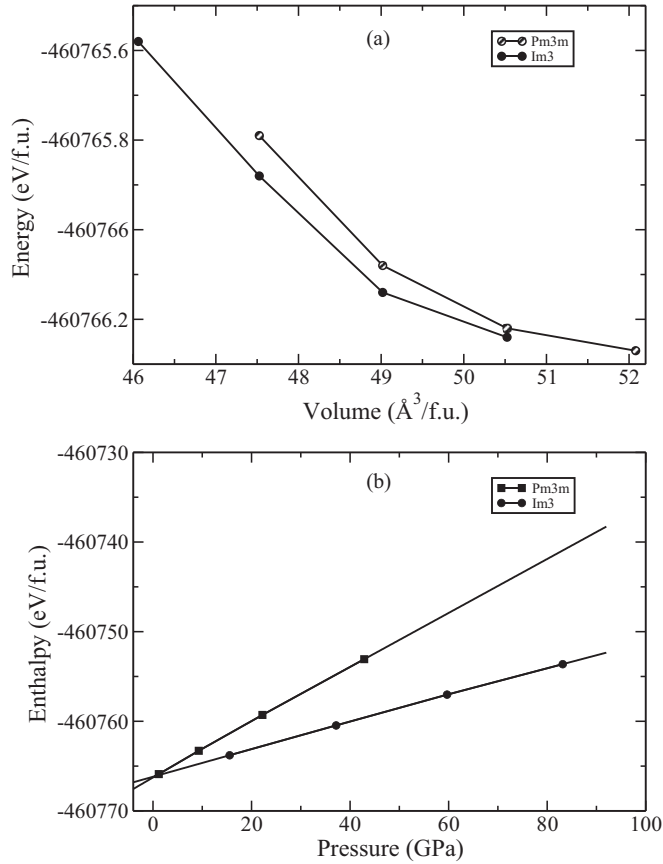 -460765.6
(a)
Pm3m
Im3
-460765.8
Energy (eV/f.u.)
-460766
-460766.2
46 47 48 49 50 51 52
Volume (Å³/f.u.)
-460730
(b)
Pm3m
Im3
-460740
Enthalpy (eV/f.u.)
-460750
-460760
-460770
0 20 40 60 80 100
Pressure (GPa)